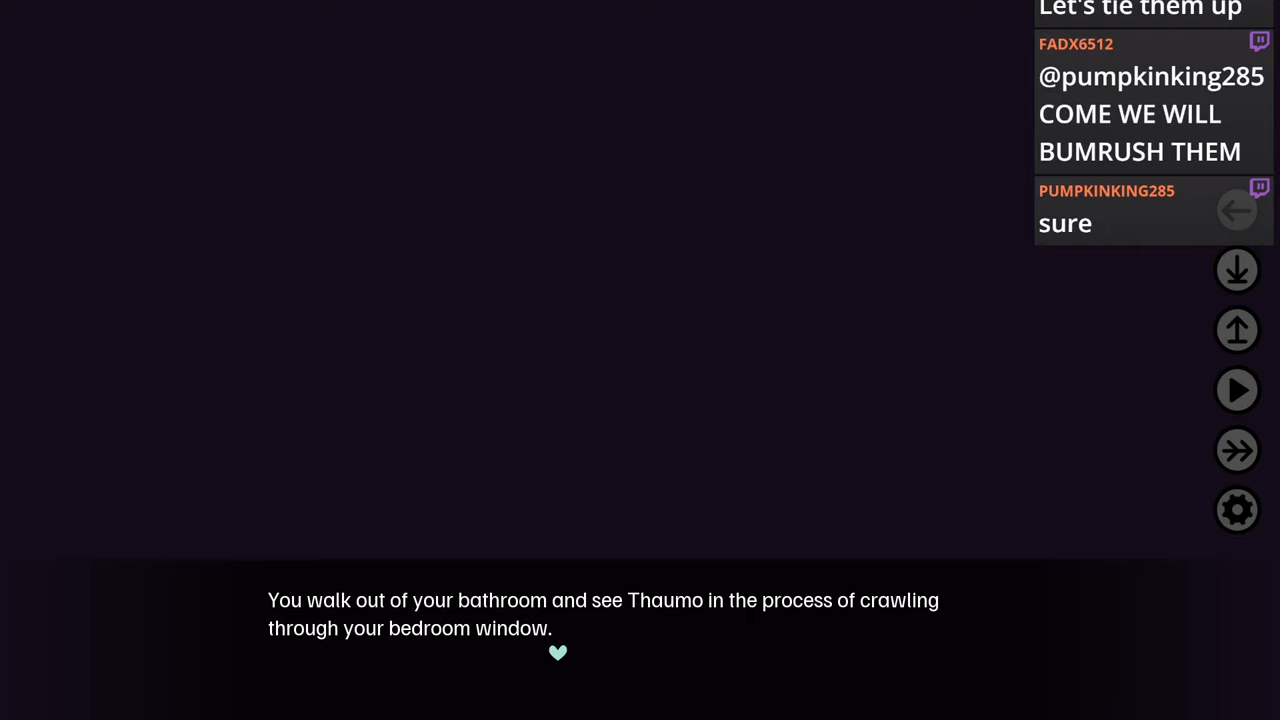 Let's tie them up
FADX6512
@pumpkinking285
COME WE WILL
BUMRUSH THEM
PUMPKINKING285
sure
You walk out of your bathroom and see Thaumo in the process of crawling
through your bedroom window.